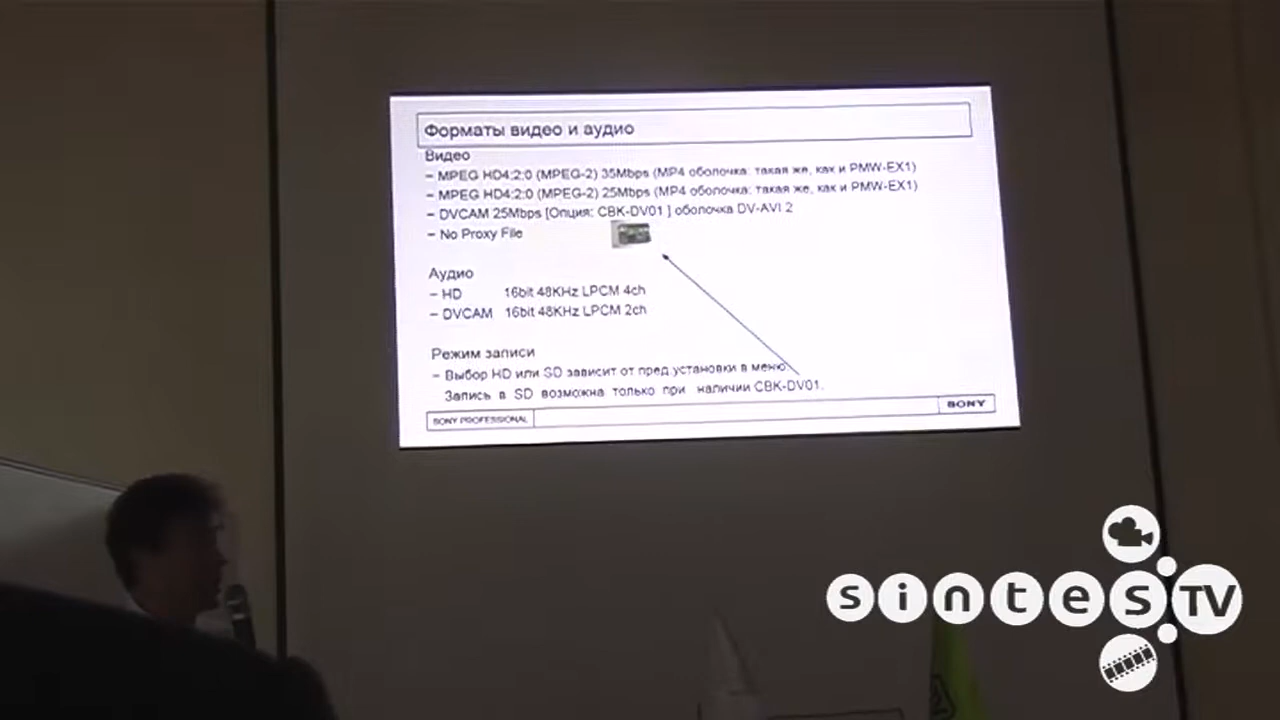 Форматы видео и аудио
Видео
– MPEG HD4:2:0 (MPEG-2) 35Mbps (MP4 оболочка: такая же, как и PMW-EX1)
– MPEG HD4:2:0 (MPEG-2) 25Mbps (MP4 оболочка: такая же, как и PMW-EX1)
– DVCAM 25Mbps [Опция: CBK-DV01 ] оболочка DV-AVI 2
– No Proxy File
Аудио
– HD 16bit 48KHz LPCM 4ch
– DVCAM 16bit 48KHz LPCM 2ch
Режим записи
– Выбор HD или SD зависит от пред.установки в меню.
Запись в SD возможна только при наличии CBK-DV01.
SONY PROFESSIONAL
SONY
sintesTV